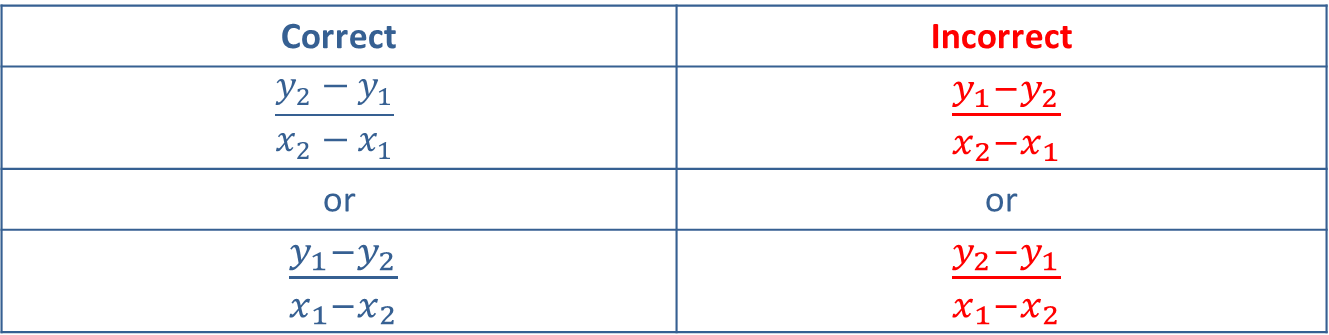 Correct Incorrect
y₂ − y₁ y₁−y₂
x₂ − x₁ x₂−x₁
or or
y₁−y₂ y₂−y₁
x₁−x₂ x₁−x₂